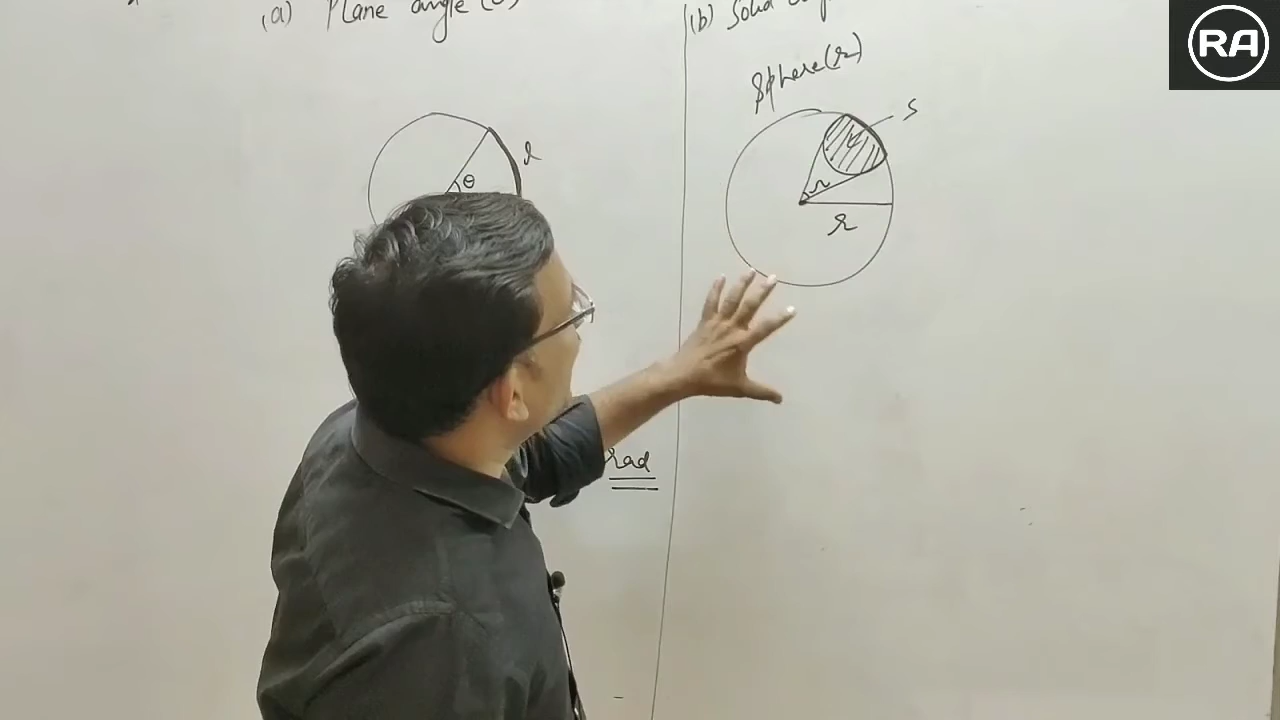 (a) Plane angle (θ)
(b) Solid
Sphere(r)
l
θ
s
r
rad
RA